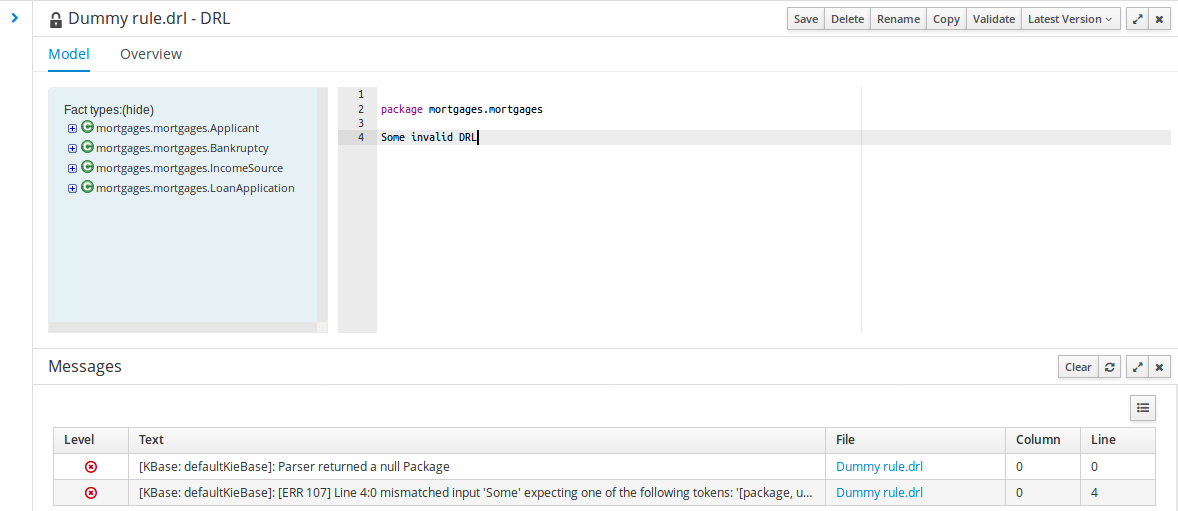 Dummy rule.drl - DRL
Save Delete Rename Copy Validate Latest Version
Model Overview
Fact types:(hide)
mortgages.mortgages.Applicant
mortgages.mortgages.Bankruptcy
mortgages.mortgages.IncomeSource
mortgages.mortgages.LoanApplication
1
2 package mortgages.mortgages
3
4 Some invalid DRL
Messages
Clear
Level Text File Column Line
[KBase: defaultKieBase]: Parser returned a null Package Dummy rule.drl 0 0
[KBase: defaultKieBase]: [ERR 107] Line 4:0 mismatched input 'Some' expecting one of the following tokens: '[package, u... Dummy rule.drl 0 4